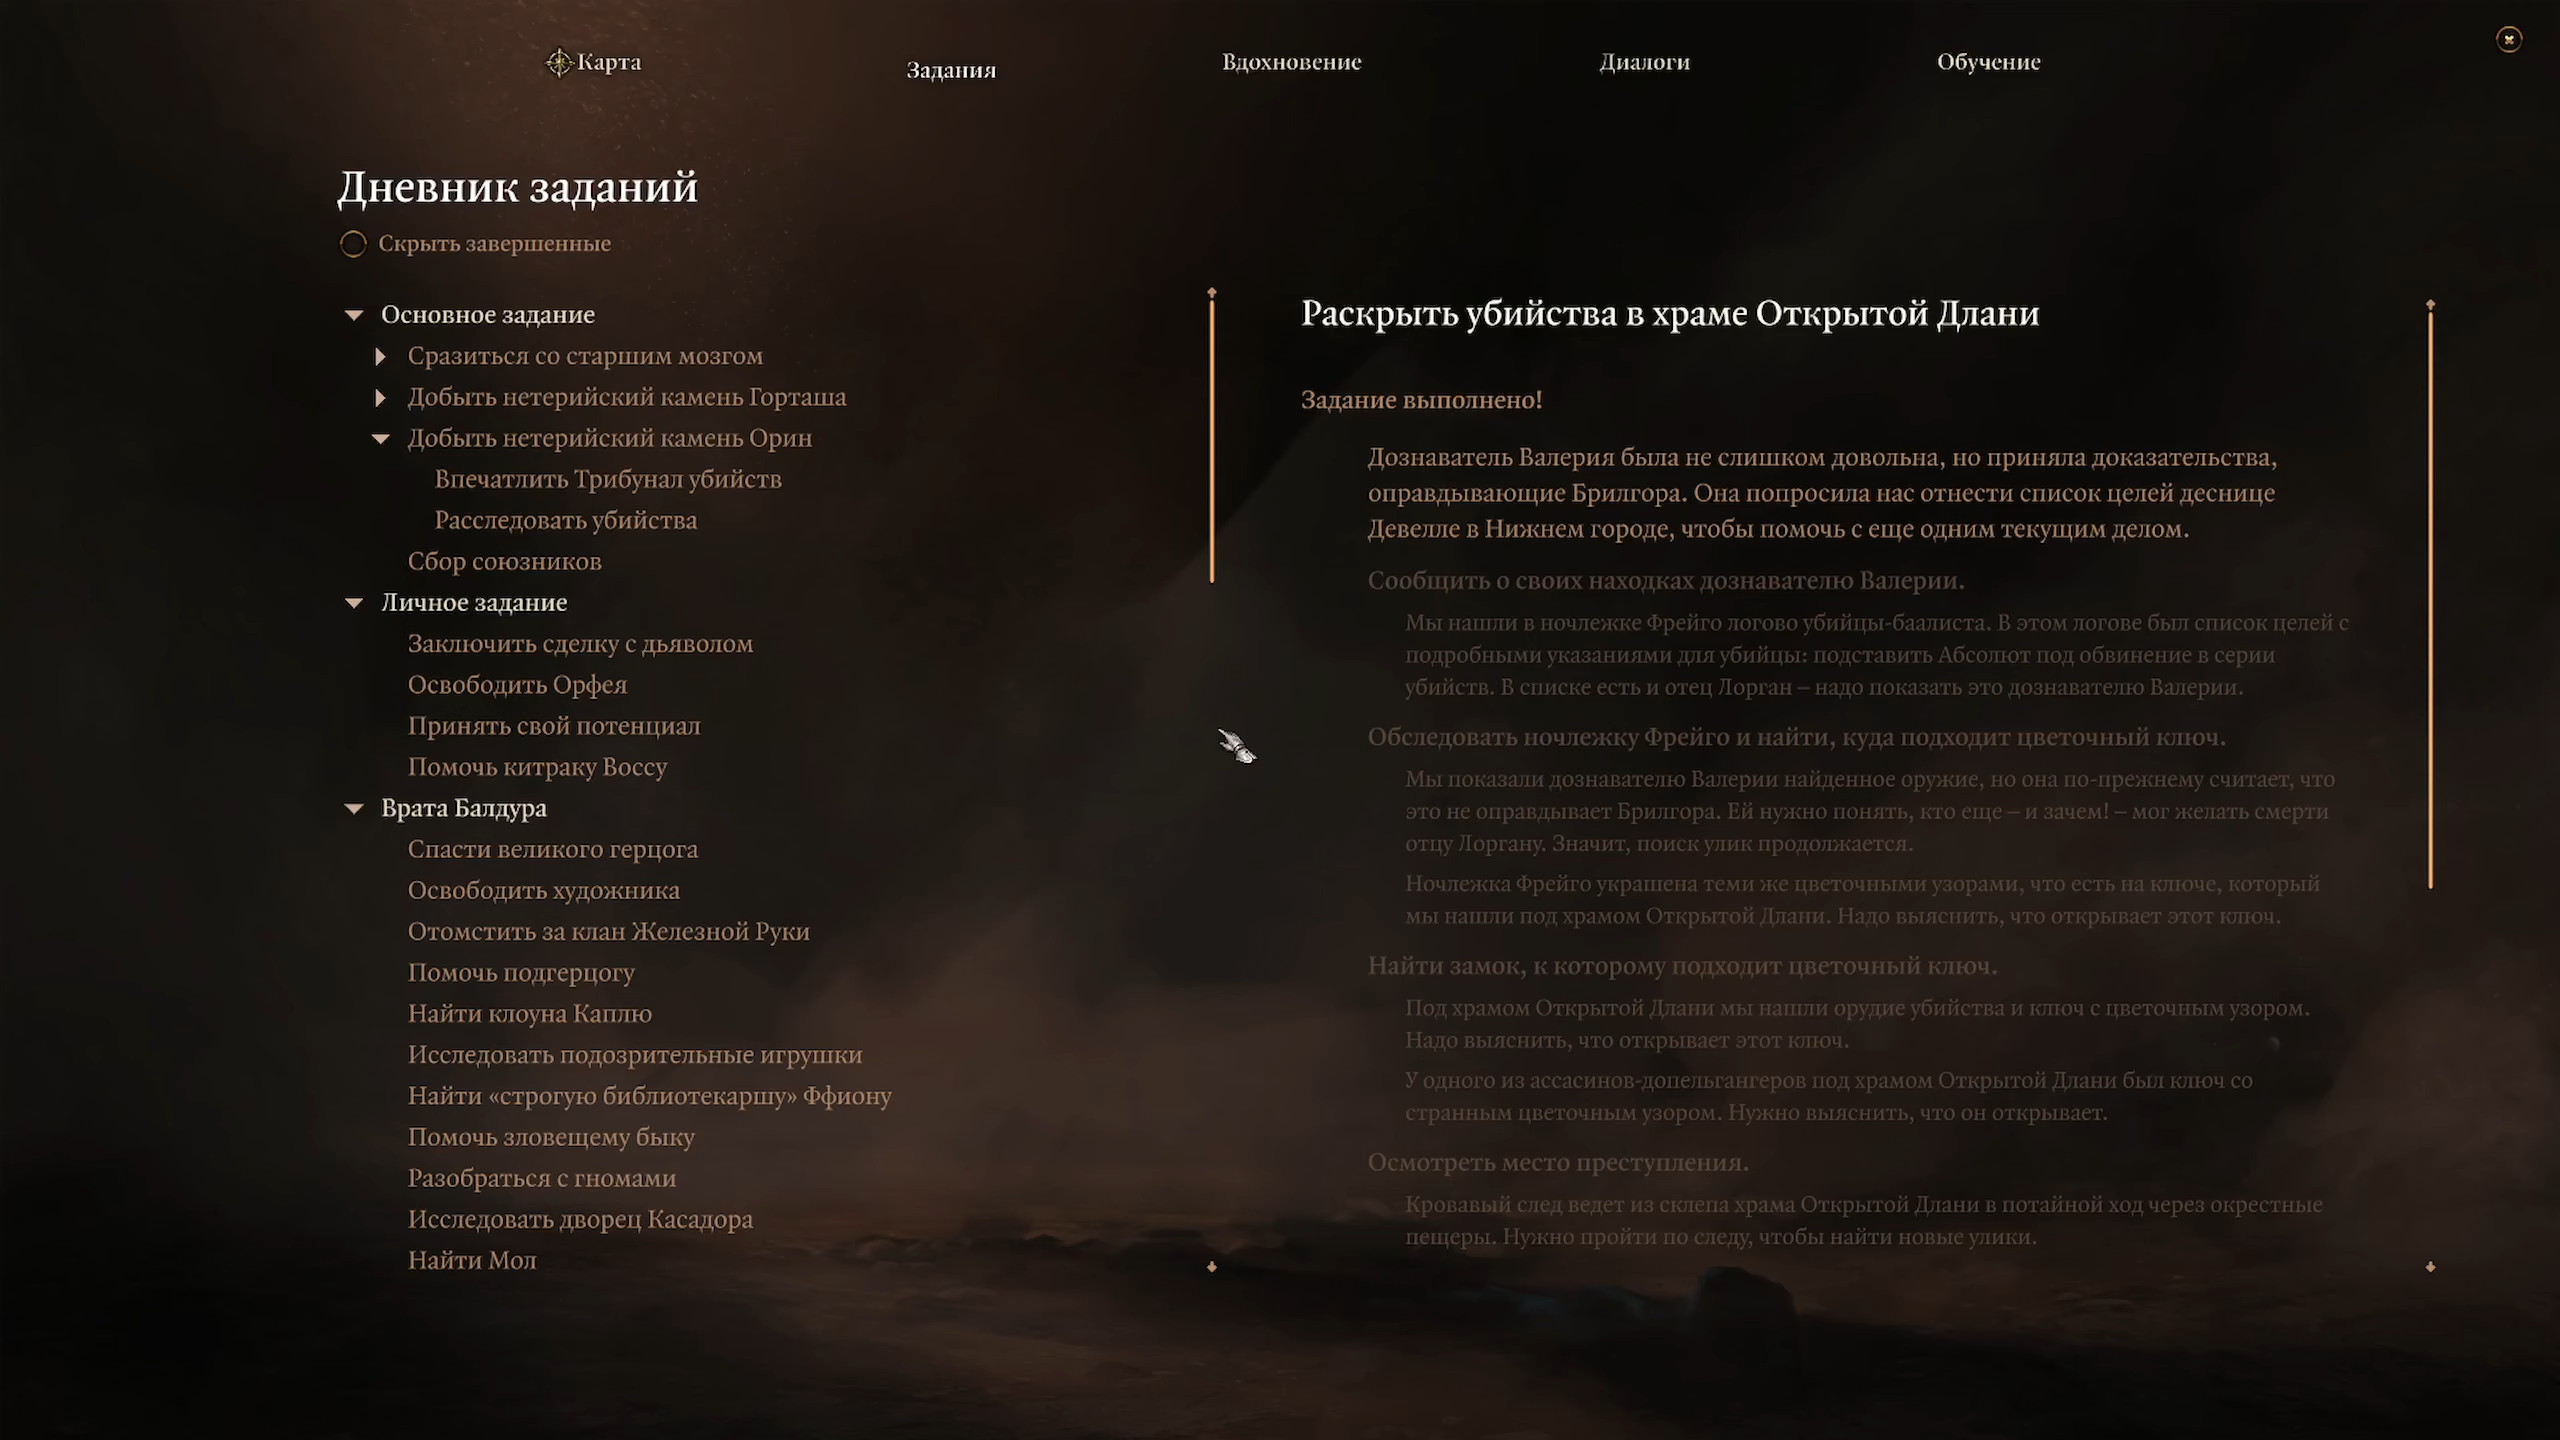 Карта
Задания
Вдохновение
Диалоги
Обучение
Дневник заданий
Скрыть завершенные
Основное задание
Сразиться со старшим мозгом
Добыть нетерийский камень Горташа
Добыть нетерийский камень Орин
Впечатлить Трибунал убийств
Расследовать убийства
Сбор союзников
Личное задание
Заключить сделку с дьяволом
Освободить Орфея
Принять свой потенциал
Помочь китраку Воссу
Врата Балдура
Спасти великого герцога
Освободить художника
Отомстить за клан Железной Руки
Помочь подгерцогу
Найти клоуна Каплю
Исследовать подозрительные игрушки
Найти «строгую библиотекаршу» Ффиону
Помочь зловещему быку
Разобраться с гномами
Исследовать дворец Касадора
Найти Мол
Раскрыть убийства в храме Открытой Длани
Задание выполнено!
Дознаватель Валерия была не слишком довольна, но приняла доказательства,
оправдывающие Брилгора. Она попросила нас отнести список целей деснице
Девелле в Нижнем городе, чтобы помочь с еще одним текущим делом.
Сообщить о своих находках дознавателю Валерии.
Мы нашли в ночлежке Фрейго логово убийцы-баалиста. В этом логове был список целей с
подробными указаниями для убийцы: подставить Абсолют под обвинение в серии
убийств. В списке есть и отец Лорган – надо показать это дознавателю Валерии.
Обследовать ночлежку Фрейго и найти, куда подходит цветочный ключ.
Мы показали дознавателю Валерии найденное оружие, но она по-прежнему считает, что
это не оправдывает Брилгора. Ей нужно понять, кто еще – и зачем! – мог желать смерти
отцу Лоргану. Значит, поиск улик продолжается.
Ночлежка Фрейго украшена теми же цветочными узорами, что есть на ключе, который
мы нашли под храмом Открытой Длани. Надо выяснить, что открывает этот ключ.
Найти замок, к которому подходит цветочный ключ.
Под храмом Открытой Длани мы нашли орудие убийства и ключ с цветочным узором.
Надо выяснить, что открывает этот ключ.
У одного из ассасинов-допельгангеров под храмом Открытой Длани был ключ со
странным цветочным узором. Нужно выяснить, что он открывает.
Осмотреть место преступления.
Кровавый след ведет из склепа храма Открытой Длани в потайной ход через окрестные
пещеры. Нужно пройти по следу, чтобы найти новые улики.